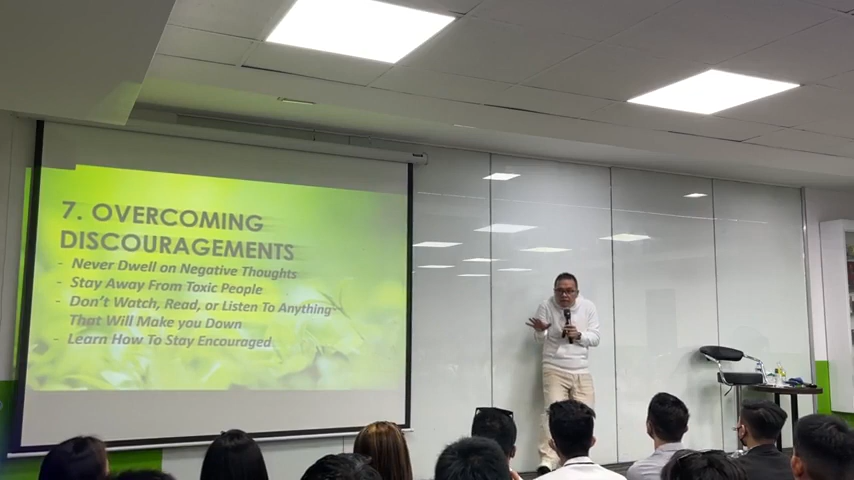 7. OVERCOMING
DISCOURAGEMENTS
- Never Dwell on Negative Thoughts
- Stay Away From Toxic People
- Don't Watch, Read, or Listen To Anything
That Will Make you Down
- Learn How To Stay Encouraged